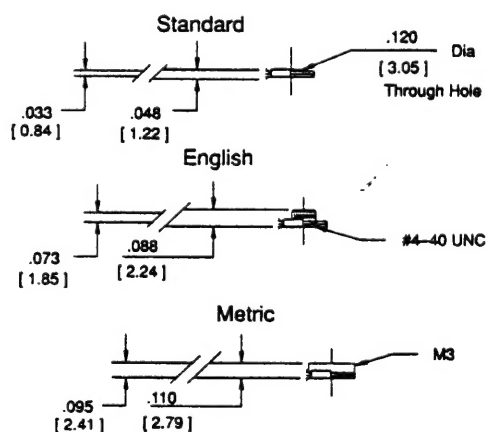 Standard
.120 Dia
[ 3.05 ]
Through Hole
.033 .048
[ 0.84 ] [ 1.22 ]
English
.073 .088
[ 1.85 ] [ 2.24 ]
#4-40 UNC
Metric
M3
.095 .110
[ 2.41 ] [ 2.79 ]